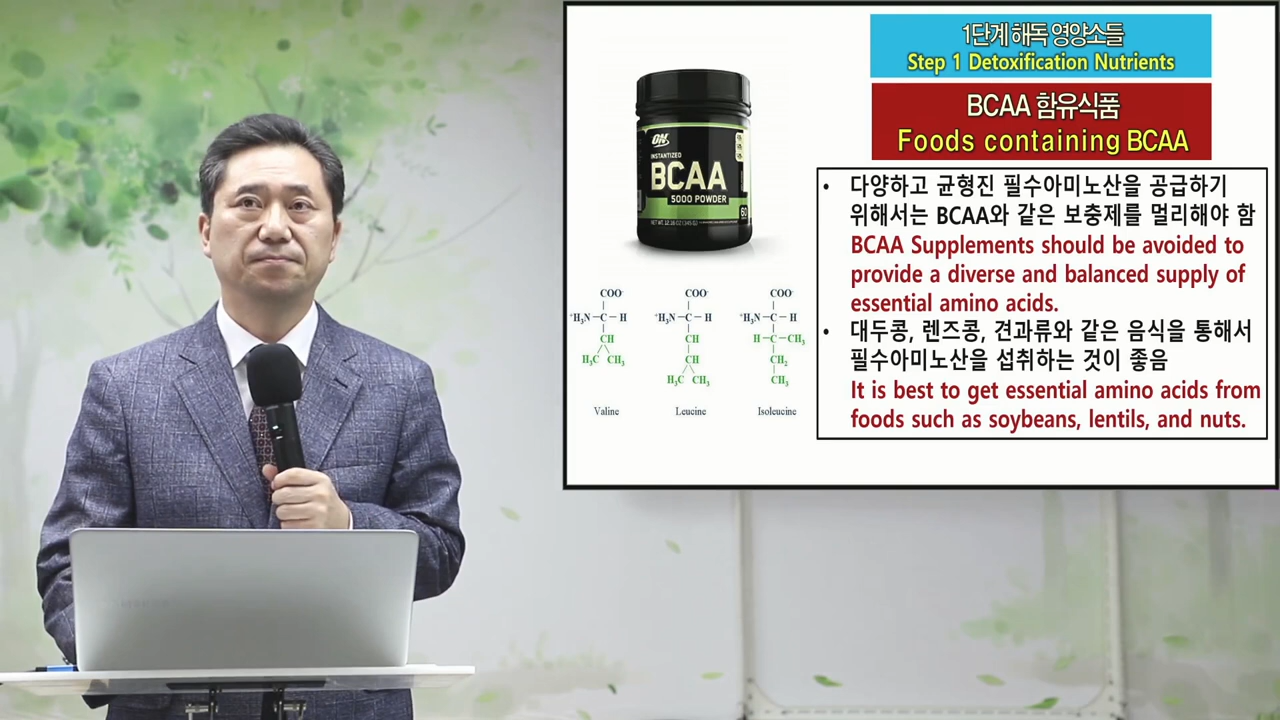 1단계 해독 영양소들
Step 1 Detoxification Nutrients
BCAA 함유식품
Foods containing BCAA
ON
INSTANTIZED
BCAA
5000 POWDER
60
• 다양하고 균형진 필수아미노산을 공급하기
위해서는 BCAA와 같은 보충제를 멀리해야 함
BCAA Supplements should be avoided to
provide a diverse and balanced supply of
essential amino acids.
• 대두콩, 렌즈콩, 견과류와 같은 음식을 통해서
필수아미노산을 섭취하는 것이 좋음
It is best to get essential amino acids from
foods such as soybeans, lentils, and nuts.
COO⁻ COO⁻ COO⁻
⁺H₃N – C – H ⁺H₃N – C – H ⁺H₃N – C – H
CH CH H – C – CH₃
H₃C CH₃ CH CH₂
H₃C CH₃ CH₃
Valine Leucine Isoleucine